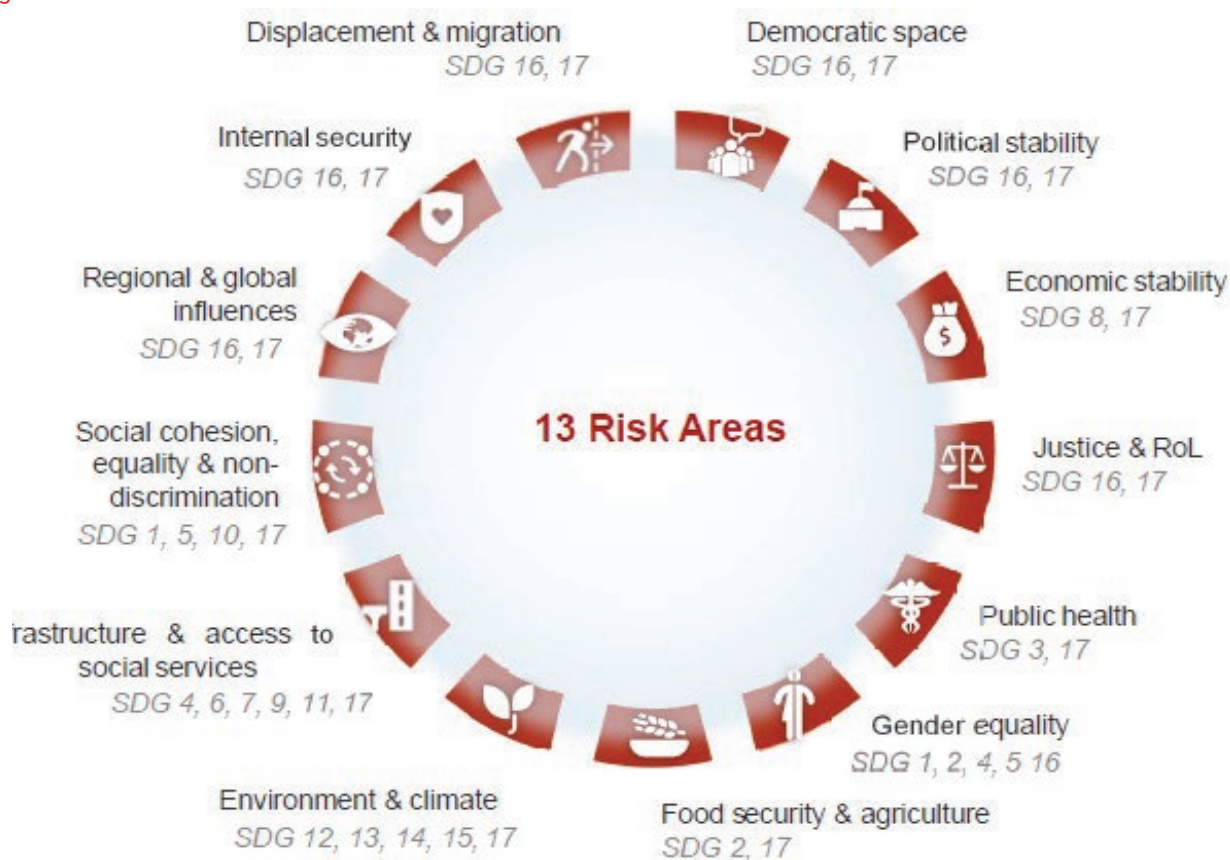 Displacement & migration
SDG 16, 17
Democratic space
SDG 16, 17
Internal security
SDG 16, 17
Political stability
SDG 16, 17
Regional & global
influences
SDG 16, 17
Economic stability
SDG 8, 17
13 Risk Areas
Social cohesion,
equality & non-
discrimination
SDG 1, 5, 10, 17
Justice & RoL
SDG 16, 17
Public health
SDG 3, 17
frastructure & access to
social services
SDG 4, 6, 7, 9, 11, 17
Gender equality
SDG 1, 2, 4, 5 16
Environment & climate
SDG 12, 13, 14, 15, 17
Food security & agriculture
SDG 2, 17
$